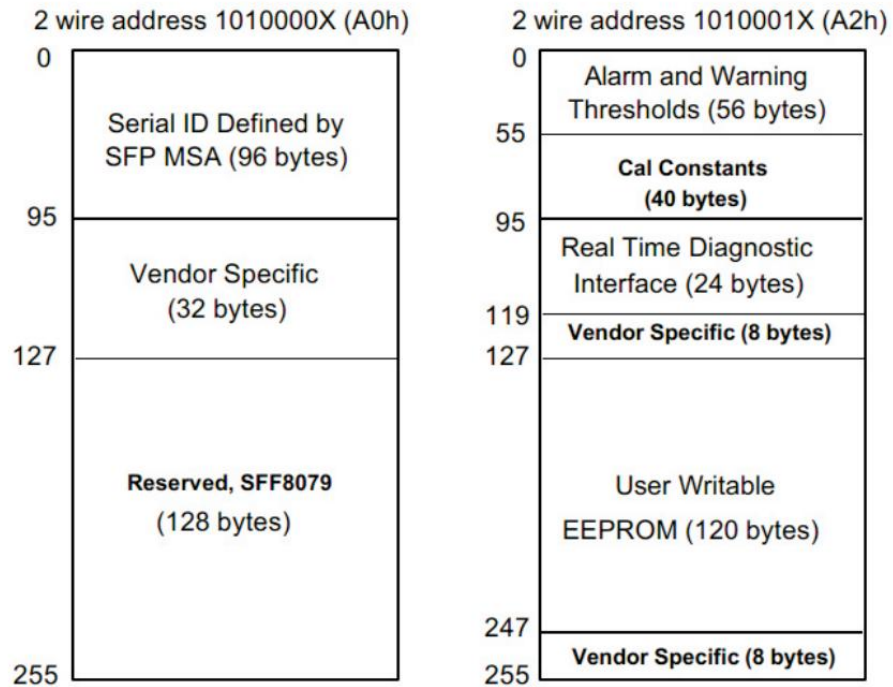 2 wire address 1010000X (A0h)
0
Serial ID Defined by
SFP MSA (96 bytes)
95
Vendor Specific
(32 bytes)
127
Reserved, SFF8079
(128 bytes)
255
2 wire address 1010001X (A2h)
0
Alarm and Warning
Thresholds (56 bytes)
55
Cal Constants
(40 bytes)
95
Real Time Diagnostic
Interface (24 bytes)
119
Vendor Specific (8 bytes)
127
User Writable
EEPROM (120 bytes)
247
Vendor Specific (8 bytes)
255